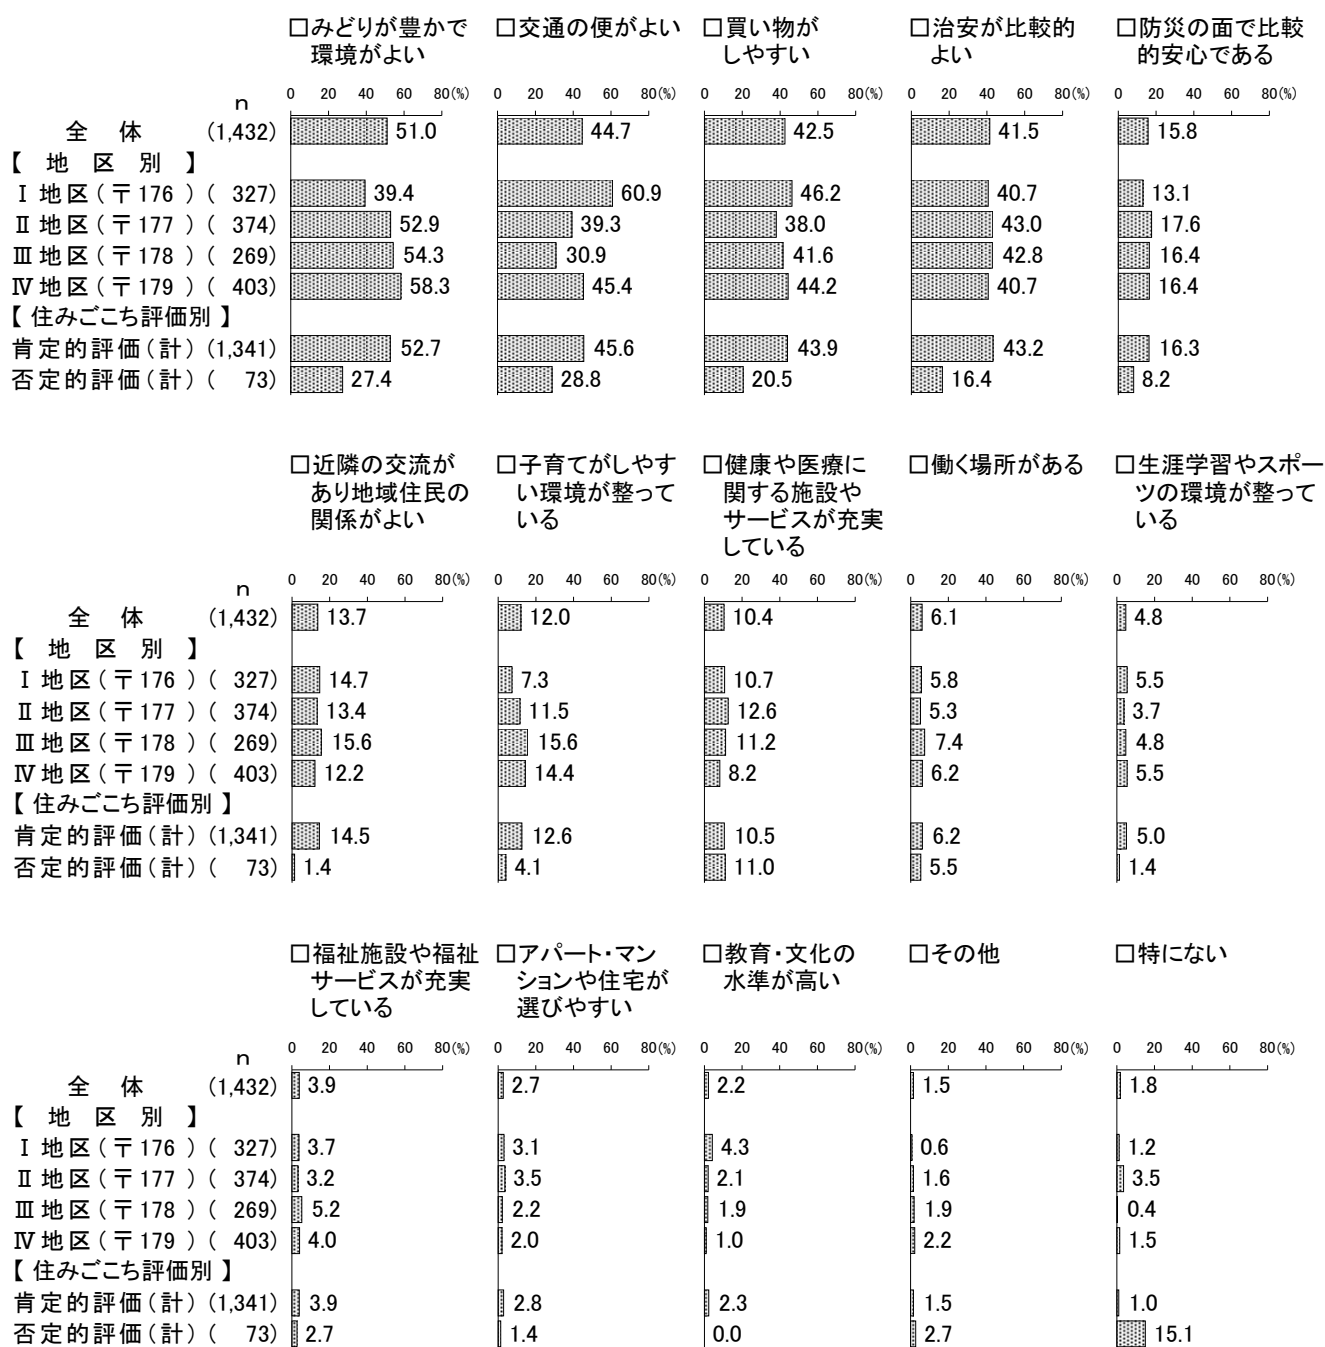 □みどりが豊かで □交通の便がよい □買い物が □治安が比較的 □防災の面で比較
環境がよい しやすい よい 的安心である
n 0 20 40 60 80(%) 0 20 40 60 80(%) 0 20 40 60 80(%) 0 20 40 60 80(%) 0 20 40 60 80(%)
全 体 (1,432) 51.0 44.7 42.5 41.5 15.8
【 地 区 別 】
Ⅰ地区(〒176 )( 327) 39.4 60.9 46.2 40.7 13.1
Ⅱ地区(〒177 )( 374) 52.9 39.3 38.0 43.0 17.6
Ⅲ地区(〒178 )( 269) 54.3 30.9 41.6 42.8 16.4
Ⅳ地区(〒179 )( 403) 58.3 45.4 44.2 40.7 16.4
【 住みごこち評価別 】
肯定的評価(計) (1,341) 52.7 45.6 43.9 43.2 16.3
否定的評価(計) ( 73) 27.4 28.8 20.5 16.4 8.2
□近隣の交流が □子育てがしやす □健康や医療に □働く場所がある □生涯学習やスポー
あり地域住民の い環境が整って 関する施設や ツの環境が整って
関係がよい いる サービスが充実 いる
している
n 0 20 40 60 80(%) 0 20 40 60 80(%) 0 20 40 60 80(%) 0 20 40 60 80(%) 0 20 40 60 80(%)
全 体 (1,432) 13.7 12.0 10.4 6.1 4.8
【 地 区 別 】
Ⅰ地区(〒176 )( 327) 14.7 7.3 10.7 5.8 5.5
Ⅱ地区(〒177 )( 374) 13.4 11.5 12.6 5.3 3.7
Ⅲ地区(〒178 )( 269) 15.6 15.6 11.2 7.4 4.8
Ⅳ地区(〒179 )( 403) 12.2 14.4 8.2 6.2 5.5
【 住みごこち評価別 】
肯定的評価(計) (1,341) 14.5 12.6 10.5 6.2 5.0
否定的評価(計) ( 73) 1.4 4.1 11.0 5.5 1.4
□福祉施設や福祉 □アパート・マン □教育・文化の □その他 □特にない
サービスが充実 ションや住宅が 水準が高い
している 選びやすい
n 0 20 40 60 80(%) 0 20 40 60 80(%) 0 20 40 60 80(%) 0 20 40 60 80(%) 0 20 40 60 80(%)
全 体 (1,432) 3.9 2.7 2.2 1.5 1.8
【 地 区 別 】
Ⅰ地区(〒176 )( 327) 3.7 3.1 4.3 0.6 1.2
Ⅱ地区(〒177 )( 374) 3.2 3.5 2.1 1.6 3.5
Ⅲ地区(〒178 )( 269) 5.2 2.2 1.9 1.9 0.4
Ⅳ地区(〒179 )( 403) 4.0 2.0 1.0 2.2 1.5
【 住みごこち評価別 】
肯定的評価(計) (1,341) 3.9 2.8 2.3 1.5 1.0
否定的評価(計) ( 73) 2.7 1.4 0.0 2.7 15.1